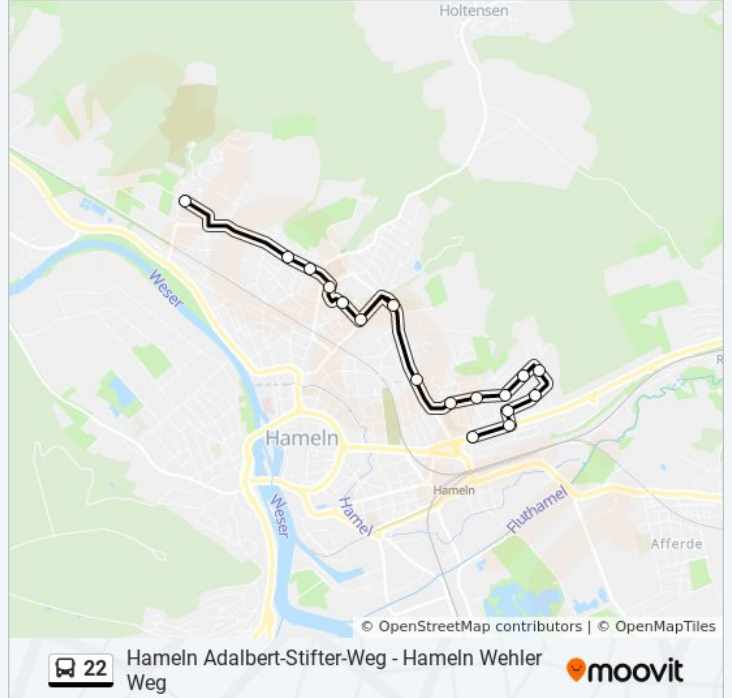 Holtensen
Weser
Hameln
Weser
Hamel
Hameln
Fluthamel
R
Afferde
© OpenStreetMap contributors | © OpenMapTiles
22
Hameln Adalbert-Stifter-Weg - Hameln Wehler
Weg
moovit